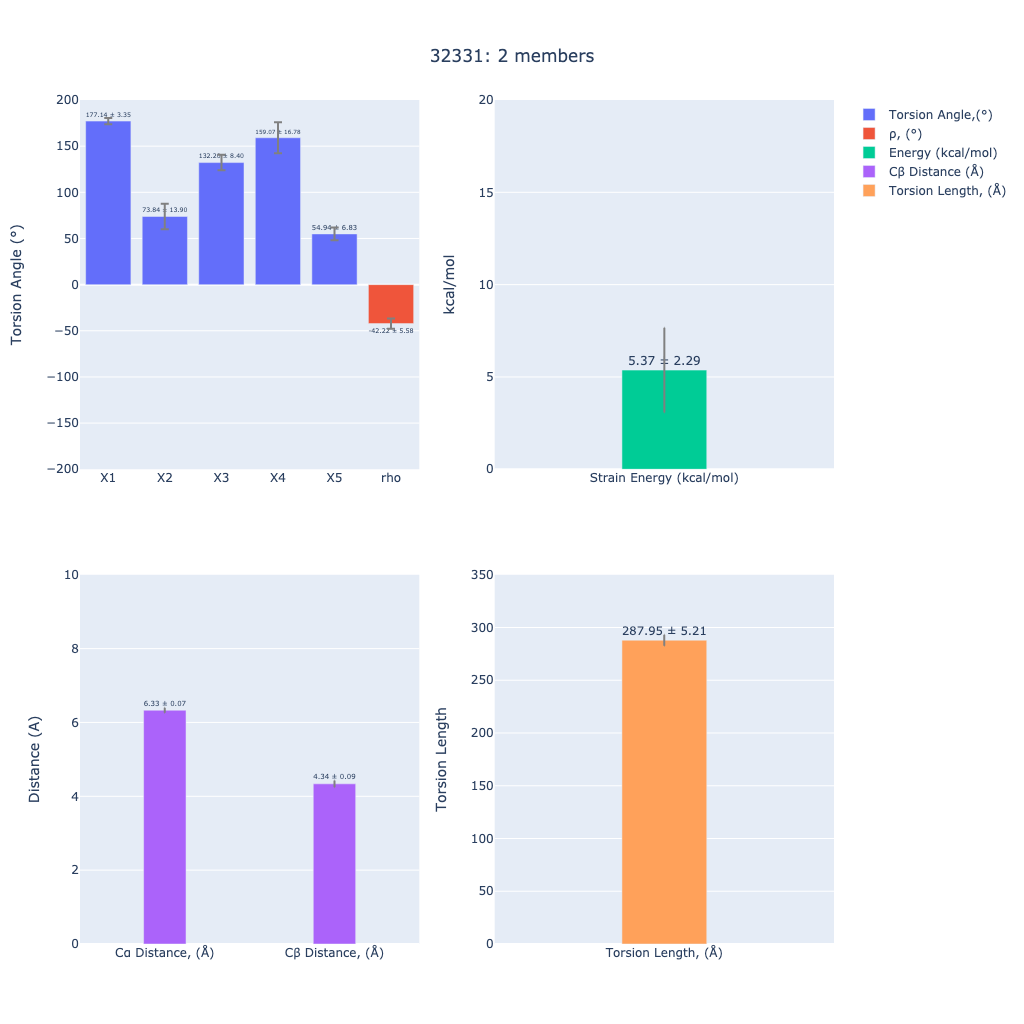 32331: 2 members
Torsion Angle (°)
200
150
100
50
0
−50
−100
−150
−200
177.14 ± 3.35
73.84 ± 13.90
159.07 ± 16.78
54.94 ± 6.83
-42.22 ± 5.58
X1 X2 X3 X4 X5 rho
kcal/mol
20
15
10
5
0
5.37 ± 2.29
Strain Energy (kcal/mol)
Torsion Angle,(°)
ρ, (°)
Energy (kcal/mol)
Cβ Distance (Å)
Torsion Length, (Å)
Distance (A)
10
8
6
4
2
0
6.33 ± 0.07
4.34 ± 0.09
Cα Distance, (Å) Cβ Distance, (Å)
Torsion Length
350
300
250
200
150
100
50
0
287.95 ± 5.21
Torsion Length, (Å)